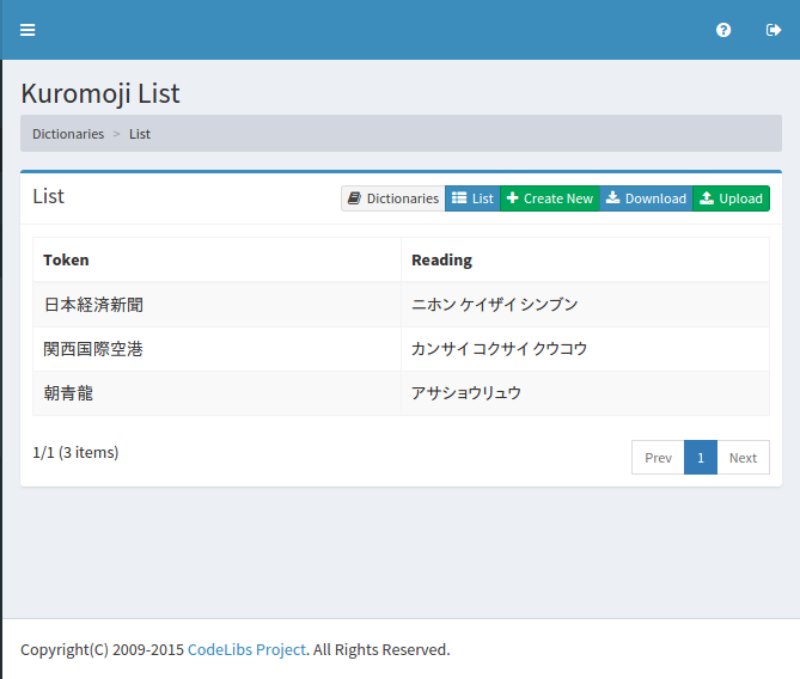 Kuromoji List
Dictionaries > List
List
Dictionaries List Create New Download Upload
Token Reading
日本経済新聞 ニホン ケイザイ シンブン
関西国際空港 カンサイ コクサイ クウコウ
朝青龍 アサショウリュウ
1/1 (3 items)
Prev 1 Next
Copyright(C) 2009-2015 CodeLibs Project. All Rights Reserved.